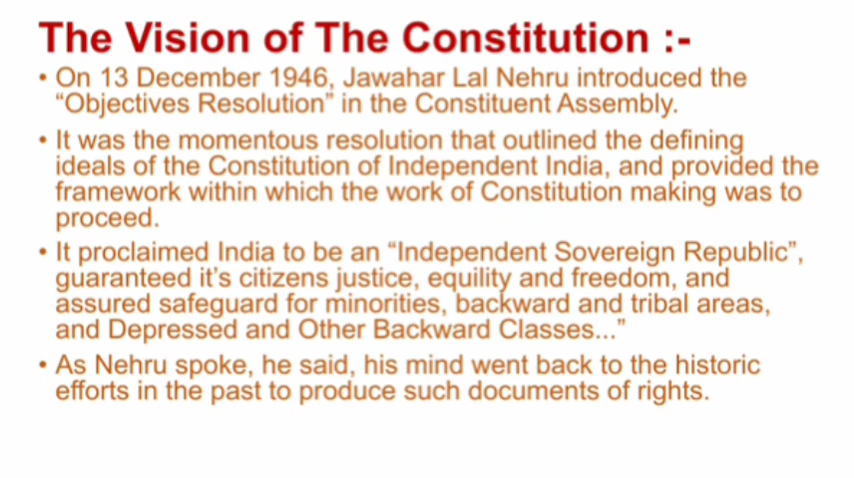 The Vision of The Constitution :-
• On 13 December 1946, Jawahar Lal Nehru introduced the
“Objectives Resolution” in the Constituent Assembly.
• It was the momentous resolution that outlined the defining
ideals of the Constitution of Independent India, and provided the
framework within which the work of Constitution making was to
proceed.
• It proclaimed India to be an “Independent Sovereign Republic”,
guaranteed it’s citizens justice, equility and freedom, and
assured safeguard for minorities, backward and tribal areas,
and Depressed and Other Backward Classes...”
• As Nehru spoke, he said, his mind went back to the historic
efforts in the past to produce such documents of rights.